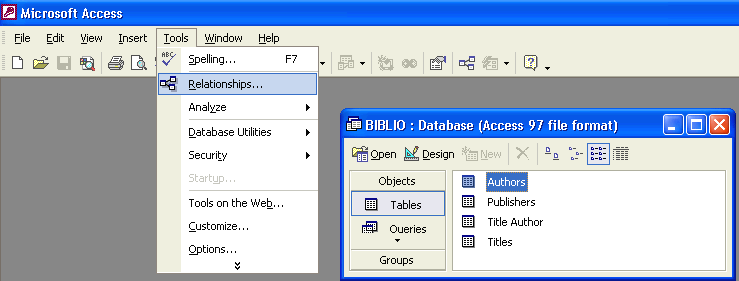 Microsoft Access
File Edit View Insert Tools Window Help
ABC
Spelling... F7
Relationships...
Analyze
Database Utilities
Security
Startup...
Tools on the Web...
Customize...
Options...
BIBLIO : Database (Access 97 file format)
Open Design New
Objects
Tables
Queries
Groups
Authors
Publishers
Title Author
Titles